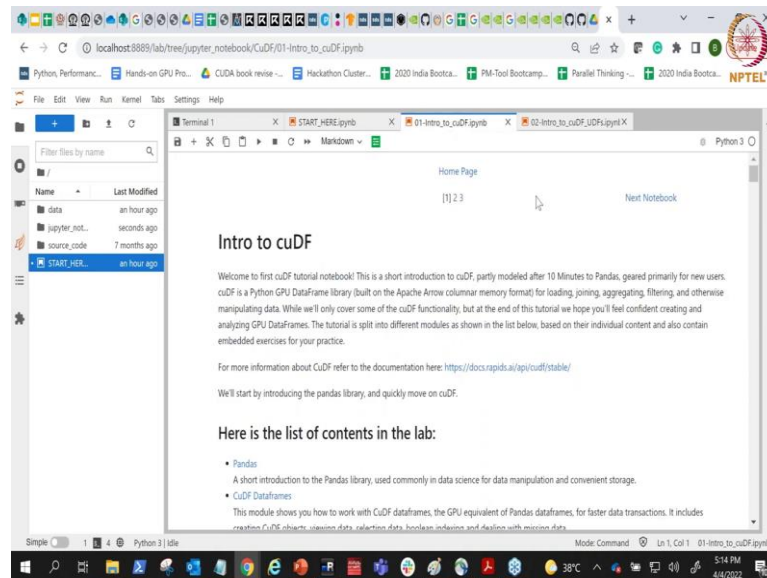 localhost:8889/lab/tree/jupyter_notebook/CuDF/01-Intro_to_cuDF.ipynb
Update
Python, Performanc...
Hands-on GPU Pro...
CUDA book revise -...
Hackathon Cluster...
2020 India Bootca...
PM-Tool Bootcamp...
Parallel Thinking -...
2020 India Bootca...
NPTEL
File Edit View Run Kernel Tabs Settings Help
Terminal 1
START_HERE.ipynb
01-Intro_to_cuDF.ipynb
02-Intro_to_cuDF_UDFs.ipynb
Markdown
Python 3
Filter files by name
/
Name
Last Modified
data an hour ago
jupyter_not... seconds ago
source_code 7 months ago
START_HER... an hour ago
Home Page
[1] 2 3
Next Notebook
Intro to cuDF
Welcome to first cuDF tutorial notebook! This is a short introduction to cuDF, partly modeled after 10 Minutes to Pandas, geared primarily for new users.
cuDF is a Python GPU DataFrame library (built on the Apache Arrow columnar memory format) for loading, joining, aggregating, filtering, and otherwise
manipulating data. While we'll only cover some of the cuDF functionality, but at the end of this tutorial we hope you'll feel confident creating and
analyzing GPU DataFrames. The tutorial is split into different modules as shown in the list below, based on their individual content and also contain
embedded exercises for your practice.
For more information about CuDF refer to the documentation here: https://docs.rapids.ai/api/cudf/stable/
We'll start by introducing the pandas library, and quickly move on cuDF.
Here is the list of contents in the lab:
• Pandas
A short introduction to the Pandas library, used commonly in data science for data manipulation and convenient storage.
• CuDF Dataframes
This module shows you how to work with CuDF dataframes, the GPU equivalent of Pandas dataframes, for faster data transactions. It includes
creating CuDF objects, viewing data, selecting data, boolean indexing and dealing with missing data.
Simple
1
4
Python 3 | Idle
Mode: Command
Ln 1, Col 1
01-Intro_to_cuDF.ipynb
38°C
5:14 PM
4/4/2022